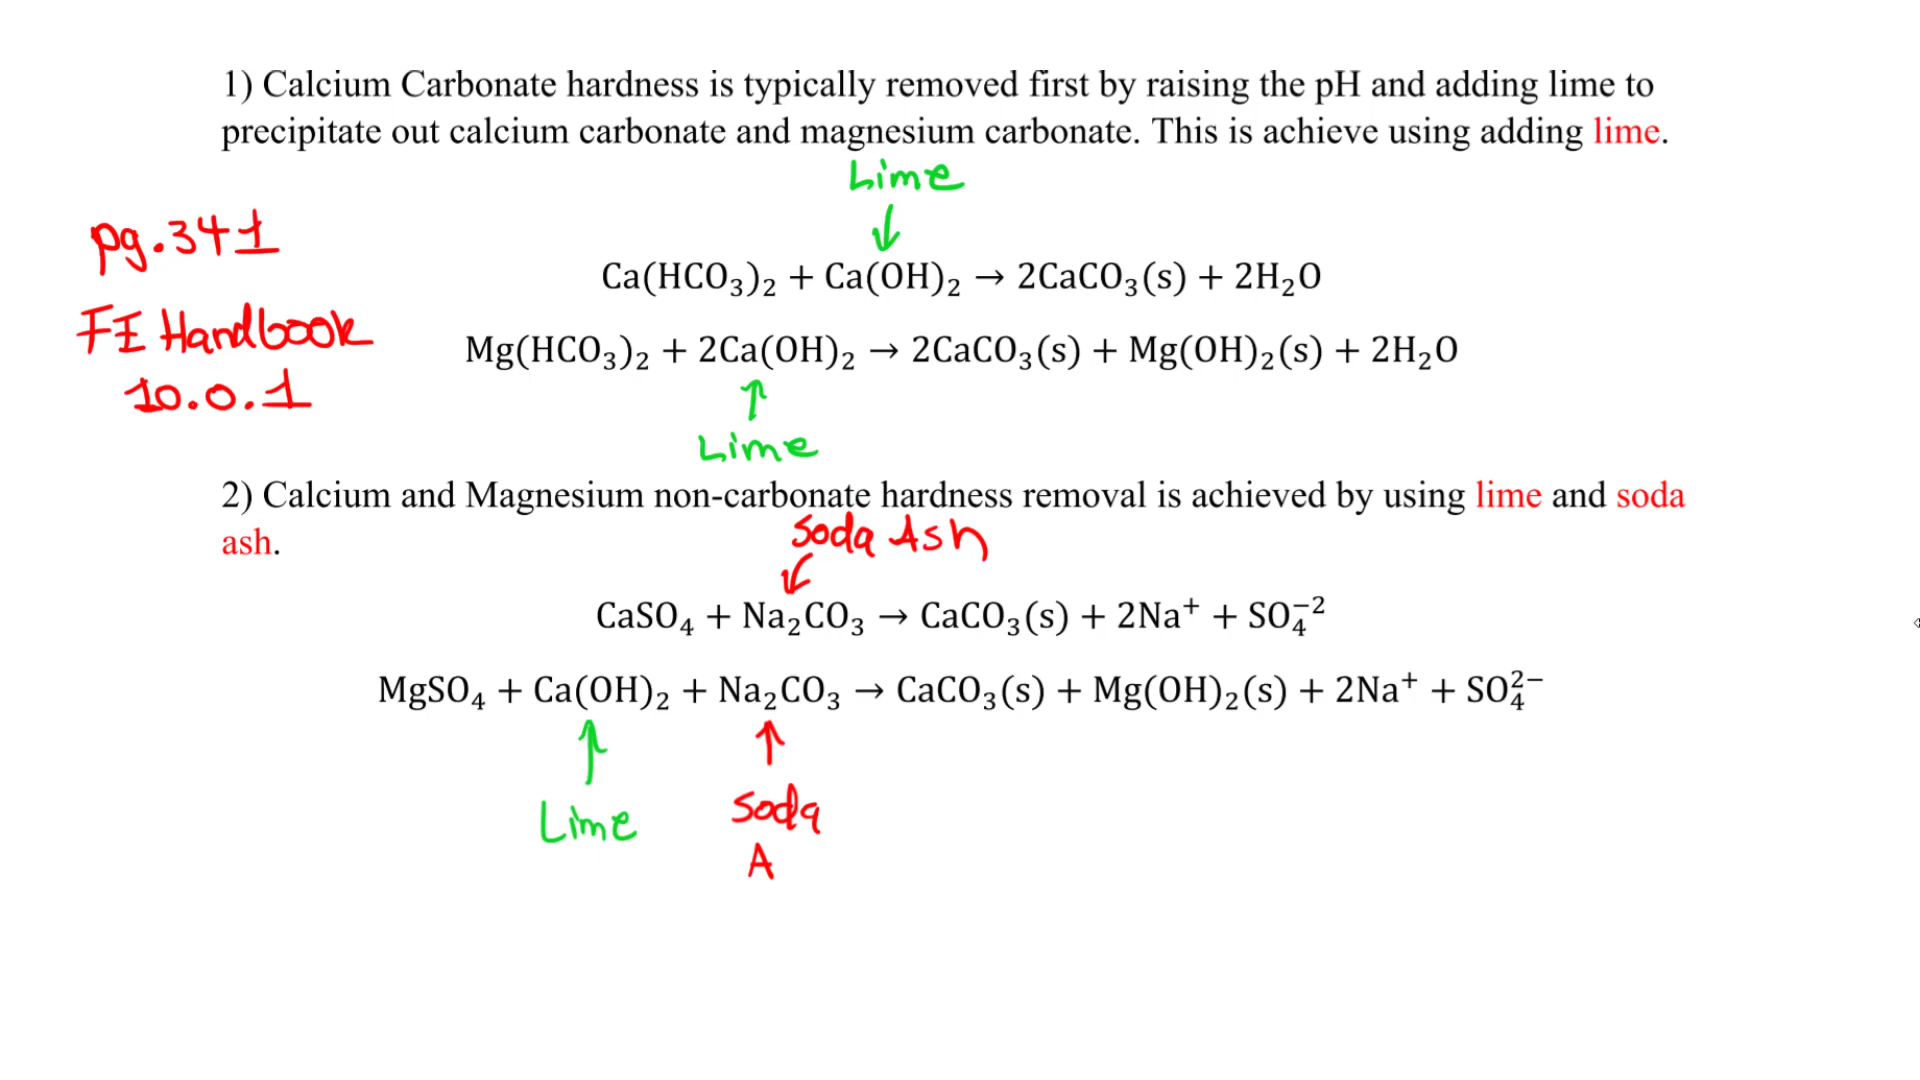 1) Calcium Carbonate hardness is typically removed first by raising the pH and adding lime to
precipitate out calcium carbonate and magnesium carbonate. This is achieve using adding lime.
Lime
pg.341
FE Handbook
10.0.1
Ca(HCO₃)₂ + Ca(OH)₂ → 2CaCO₃(s) + 2H₂O
Mg(HCO₃)₂ + 2Ca(OH)₂ → 2CaCO₃(s) + Mg(OH)₂(s) + 2H₂O
Lime
2) Calcium and Magnesium non-carbonate hardness removal is achieved by using lime and soda
ash.
Soda Ash
CaSO₄ + Na₂CO₃ → CaCO₃(s) + 2Na⁺ + SO₄⁻²
MgSO₄ + Ca(OH)₂ + Na₂CO₃ → CaCO₃(s) + Mg(OH)₂(s) + 2Na⁺ + SO₄²⁻
Lime
Soda
A